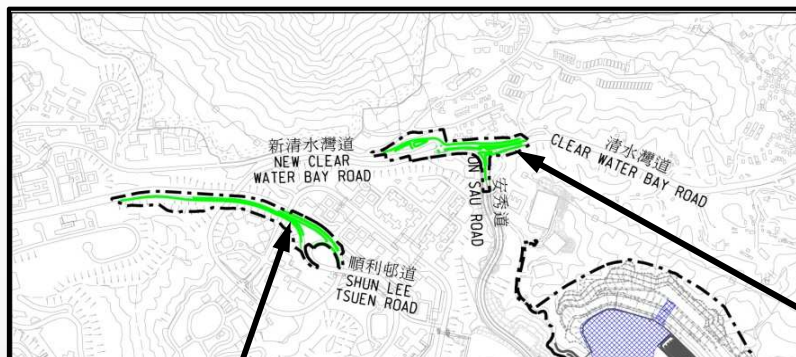 新清水灣道
NEW CLEAR
WATER BAY ROAD
清水灣道
CLEAR WATER BAY ROAD
安秀道
ON SAU ROAD
順利邨道
SHUN LEE
TSUEN ROAD